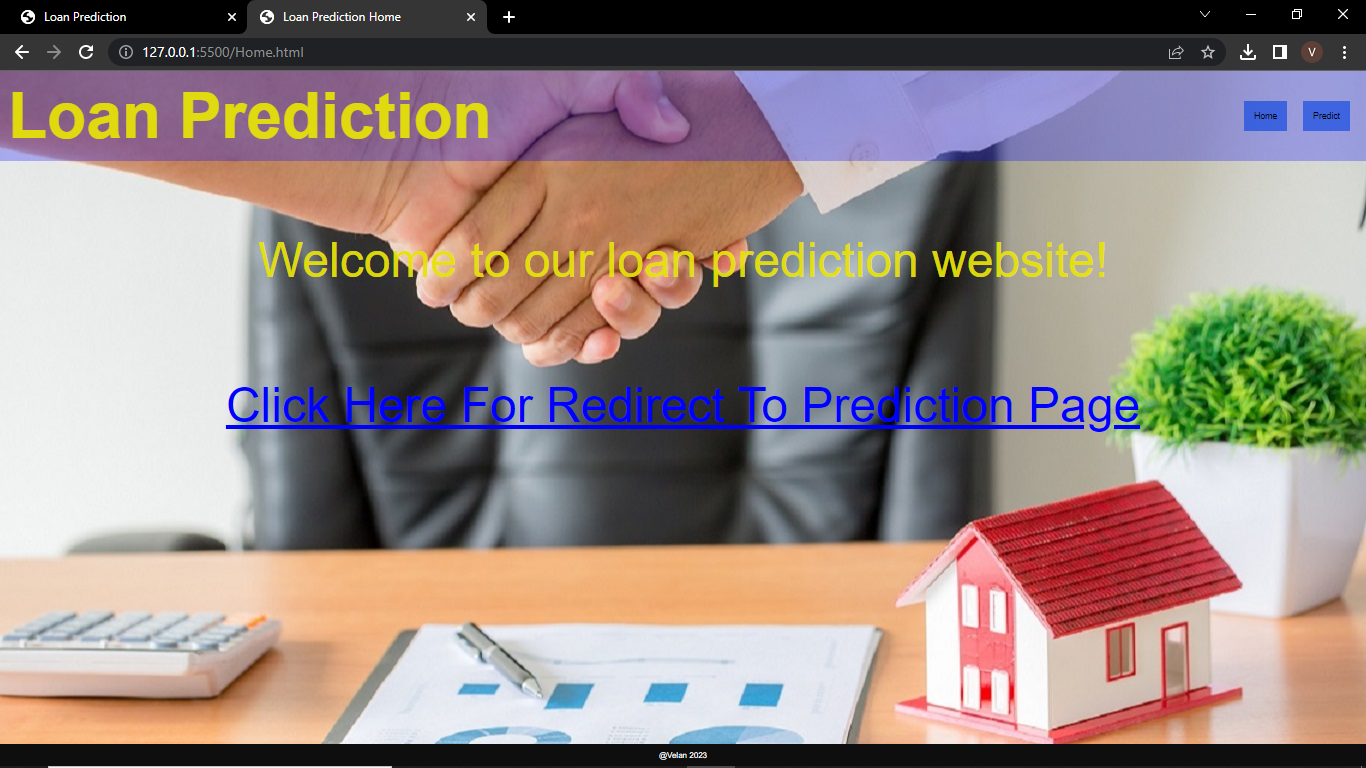 Loan Prediction
Loan Prediction Home
127.0.0.1:5500/Home.html
V
Loan Prediction
Home
Predict
Welcome to our loan prediction website!
Click Here For Redirect To Prediction Page
@Velan 2023